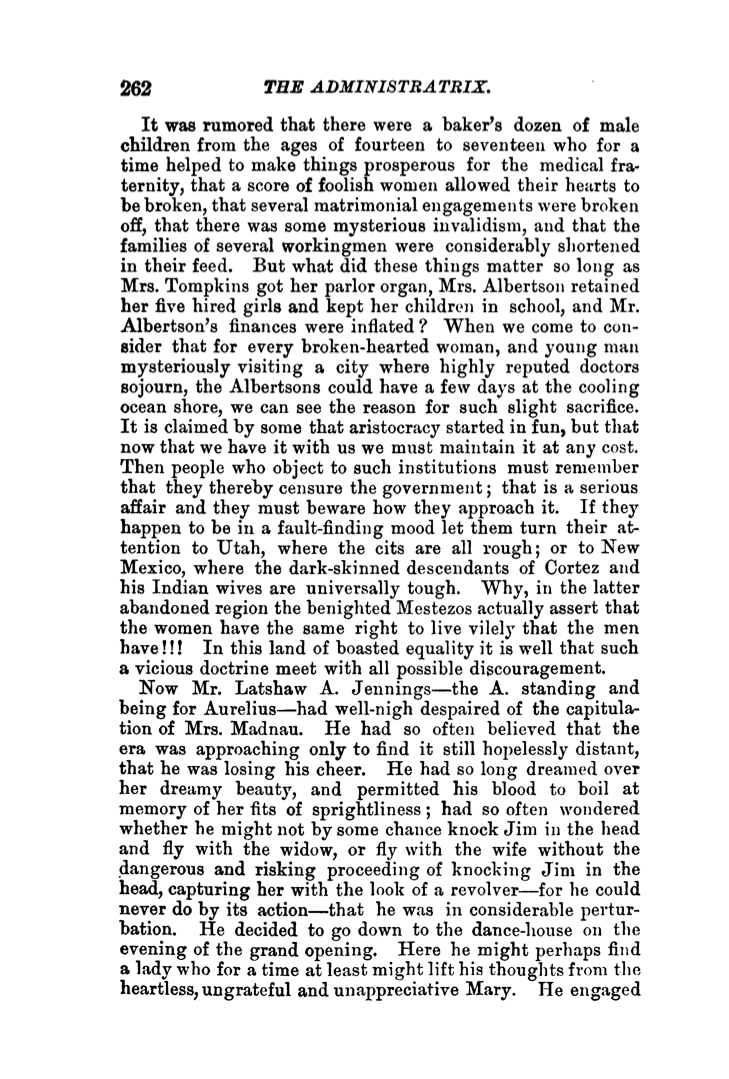 262 THE ADMINISTRATRIX.
It was rumored that there were a baker's dozen of male
children from the ages of fourteen to seventeen who for a
time helped to make things prosperous for the medical fra-
ternity, that a score of foolish women allowed their hearts to
be broken, that several matrimonial engagements were broken
off, that there was some mysterious invalidism, and that the
families of several workingmen were considerably shortened
in their feed. But what did these things matter so long as
Mrs. Tompkins got her parlor organ, Mrs. Albertson retained
her five hired girls and kept her children in school, and Mr.
Albertson's finances were inflated? When we come to con-
sider that for every broken-hearted woman, and young man
mysteriously visiting a city where highly reputed doctors
sojourn, the Albertsons could have a few days at the cooling
ocean shore, we can see the reason for such slight sacrifice.
It is claimed by some that aristocracy started in fun, but that
now that we have it with us we must maintain it at any cost.
Then people who object to such institutions must remember
that they thereby censure the government; that is a serious
affair and they must beware how they approach it. If they
happen to be in a fault-finding mood let them turn their at-
tention to Utah, where the cits are all rough; or to New
Mexico, where the dark-skinned descendants of Cortez and
his Indian wives are universally tough. Why, in the latter
abandoned region the benighted Mestezos actually assert that
the women have the same right to live vilely that the men
have!!! In this land of boasted equality it is well that such
a vicious doctrine meet with all possible discouragement.
Now Mr. Latshaw A. Jennings—the A. standing and
being for Aurelius—had well-nigh despaired of the capitula-
tion of Mrs. Madnau. He had so often believed that the
era was approaching only to find it still hopelessly distant,
that he was losing his cheer. He had so long dreamed over
her dreamy beauty, and permitted his blood to boil at
memory of her fits of sprightliness; had so often wondered
whether he might not by some chance knock Jim in the head
and fly with the widow, or fly with the wife without the
dangerous and risking proceeding of knocking Jim in the
head, capturing her with the look of a revolver—for he could
never do by its action—that he was in considerable pertur-
bation. He decided to go down to the dance-house on the
evening of the grand opening. Here he might perhaps find
a lady who for a time at least might lift his thoughts from the
heartless, ungrateful and unappreciative Mary. He engaged